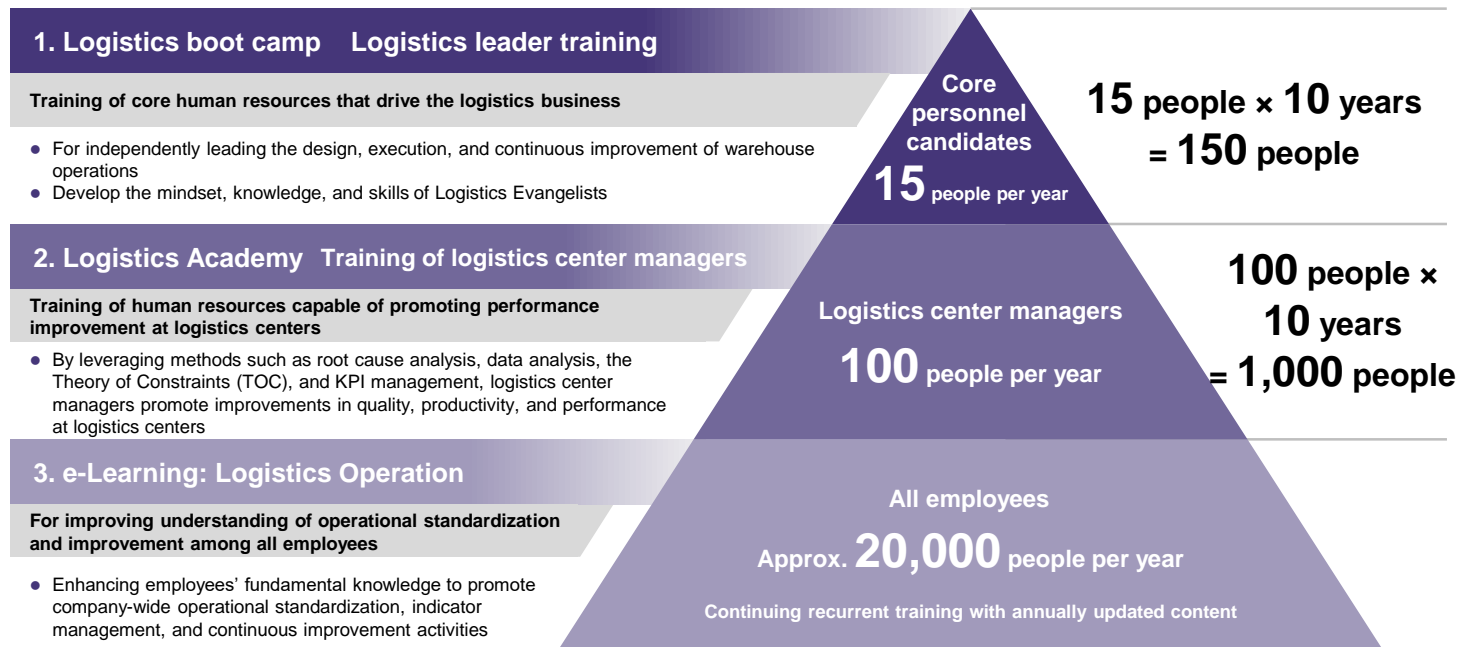 1. Logistics boot camp Logistics leader training
Training of core human resources that drive the logistics business
● For independently leading the design, execution, and continuous improvement of warehouse
operations
● Develop the mindset, knowledge, and skills of Logistics Evangelists
Core
personnel
candidates
15 people per year
15 people × 10 years
= 150 people
2. Logistics Academy Training of logistics center managers
Training of human resources capable of promoting performance
improvement at logistics centers
● By leveraging methods such as root cause analysis, data analysis, the
Theory of Constraints (TOC), and KPI management, logistics center
managers promote improvements in quality, productivity, and performance
at logistics centers
Logistics center managers
100 people per year
100 people ×
10 years
= 1,000 people
3. e-Learning: Logistics Operation
For improving understanding of operational standardization
and improvement among all employees
● Enhancing employees’ fundamental knowledge to promote
company-wide operational standardization, indicator
management, and continuous improvement activities
All employees
Approx. 20,000 people per year
Continuing recurrent training with annually updated content